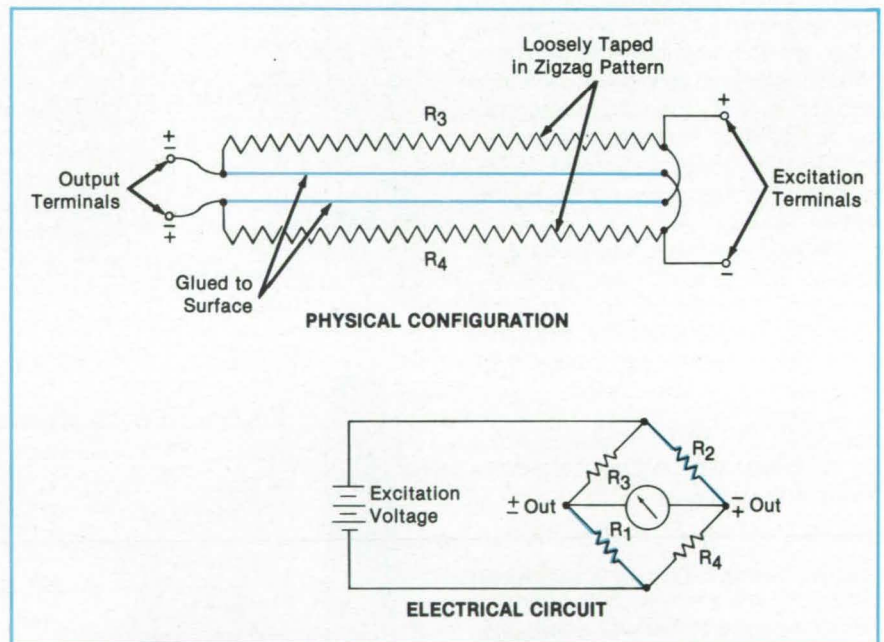 Loosely Taped
in Zigzag Pattern
R3
+
+
−
Output
Terminals
Excitation
Terminals
−
+
R4
−
Glued to
Surface
PHYSICAL CONFIGURATION
R2
R3
Excitation
Voltage
+
− Out
−
+ Out
R1
R4
ELECTRICAL CIRCUIT